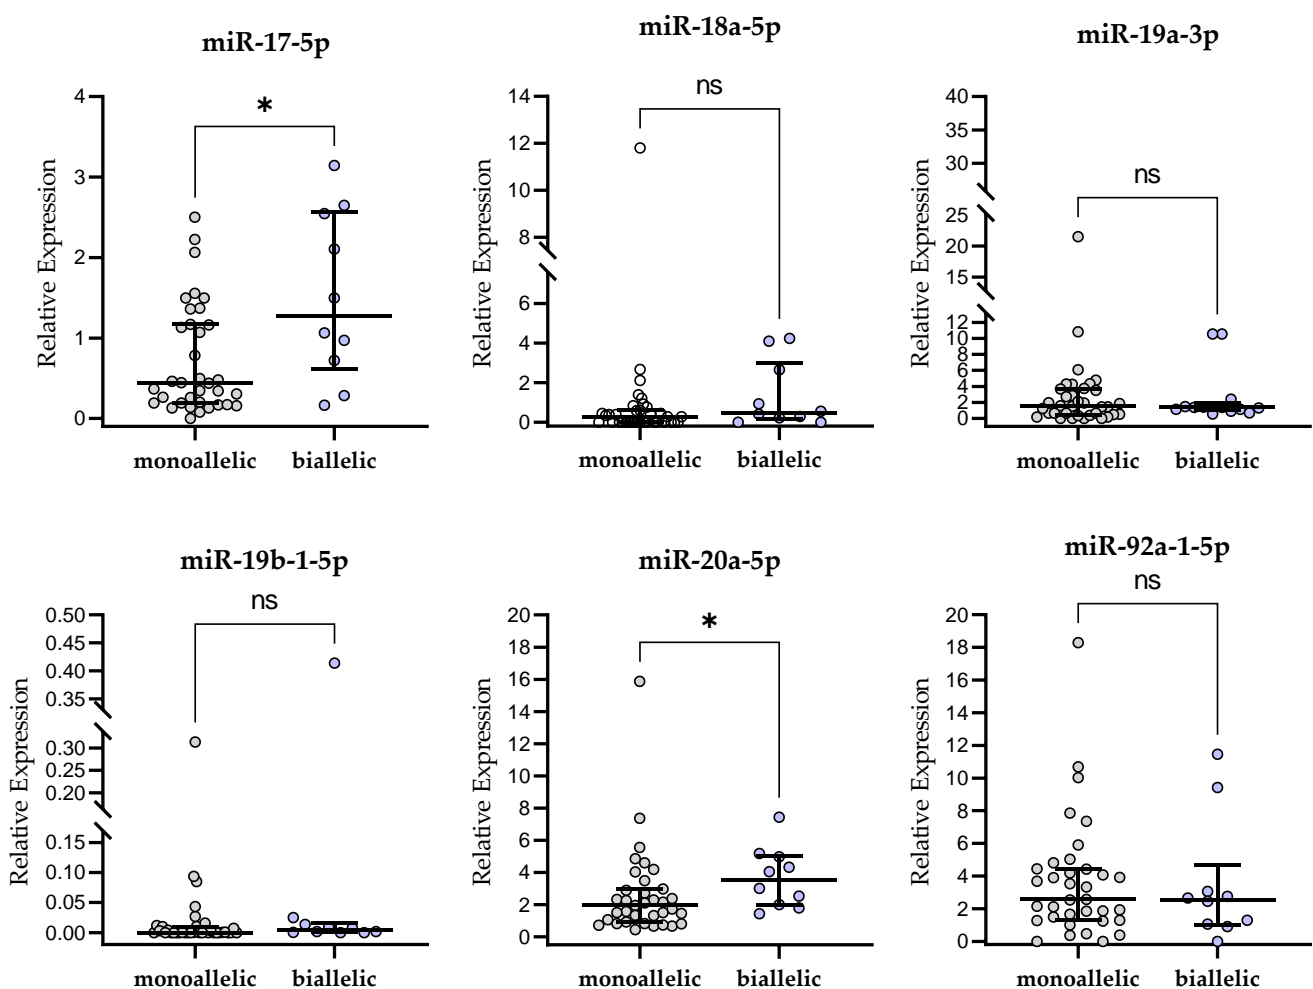 miR-17-5p
*
Relative Expression
4
3
2
1
0
monoallelic biallelic
miR-18a-5p
ns
Relative Expression
14
12
10
8
6
4
2
0
monoallelic biallelic
miR-19a-3p
ns
Relative Expression
40
35
30
25
20
15
12
10
8
6
4
2
0
monoallelic biallelic
miR-19b-1-5p
ns
Relative Expression
0.50
0.45
0.40
0.35
0.30
0.25
0.20
0.15
0.10
0.05
0.00
monoallelic biallelic
miR-20a-5p
*
Relative Expression
20
18
16
14
12
10
8
6
4
2
0
monoallelic biallelic
miR-92a-1-5p
ns
Relative Expression
20
18
16
14
12
10
8
6
4
2
0
monoallelic biallelic